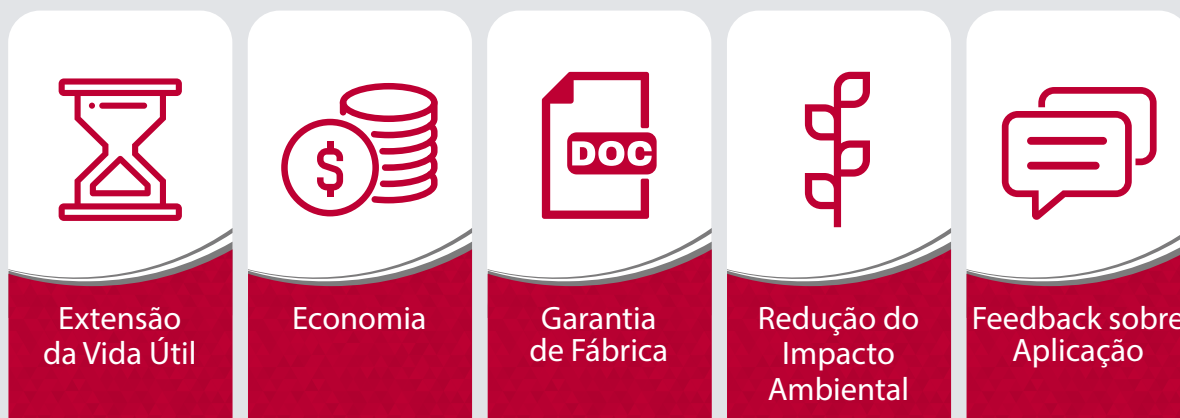 $
DOC
Extensão
da Vida Útil
Economia
Garantia
de Fábrica
Redução do
Impacto
Ambiental
Feedback sobre
Aplicação